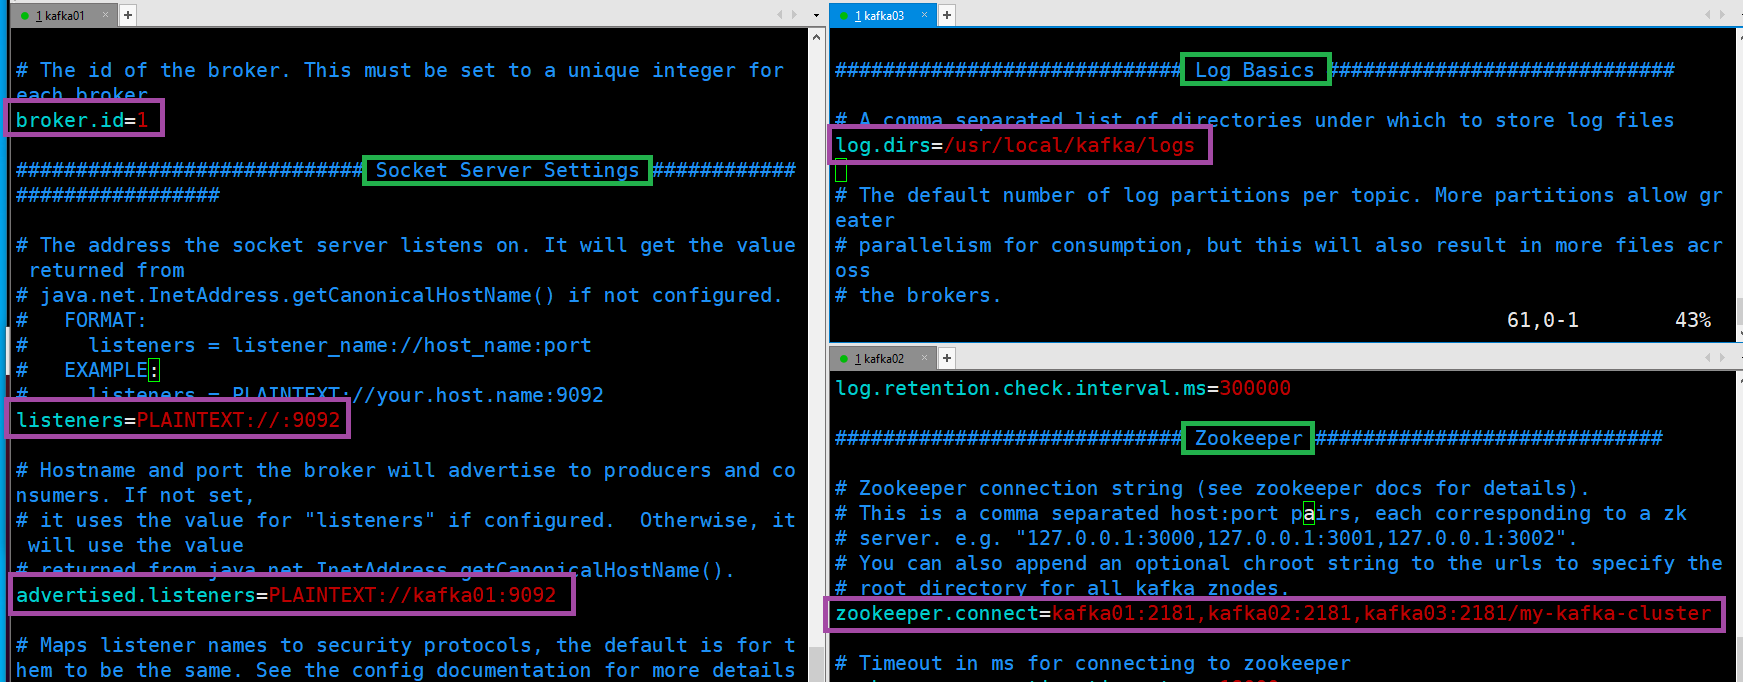 1 kafka01
# The id of the broker. This must be set to a unique integer for
each broker
broker.id=1
############################# Socket Server Settings ############
#################
# The address the socket server listens on. It will get the value
returned from
# java.net.InetAddress.getCanonicalHostName() if not configured.
#   FORMAT:
#     listeners = listener_name://host_name:port
#   EXAMPLE:
#     listeners = PLAINTEXT://your.host.name:9092
listeners=PLAINTEXT://:9092
# Hostname and port the broker will advertise to producers and co
nsumers. If not set,
# it uses the value for "listeners" if configured.  Otherwise, it
will use the value
# returned from java.net.InetAddress.getCanonicalHostName().
advertised.listeners=PLAINTEXT://kafka01:9092
# Maps listener names to security protocols, the default is for t
hem to be the same. See the config documentation for more details
1 kafka03
############################# Log Basics #############################
# A comma separated list of directories under which to store log files
log.dirs=/usr/local/kafka/logs
# The default number of log partitions per topic. More partitions allow gr
eater
# parallelism for consumption, but this will also result in more files acr
oss
# the brokers.
61,0-1 43%
1 kafka02
log.retention.check.interval.ms=300000
############################# Zookeeper #############################
# Zookeeper connection string (see zookeeper docs for details).
# This is a comma separated host:port pairs, each corresponding to a zk
# server. e.g. "127.0.0.1:3000,127.0.0.1:3001,127.0.0.1:3002".
# You can also append an optional chroot string to the urls to specify the
# root directory for all kafka znodes.
zookeeper.connect=kafka01:2181,kafka02:2181,kafka03:2181/my-kafka-cluster
# Timeout in ms for connecting to zookeeper